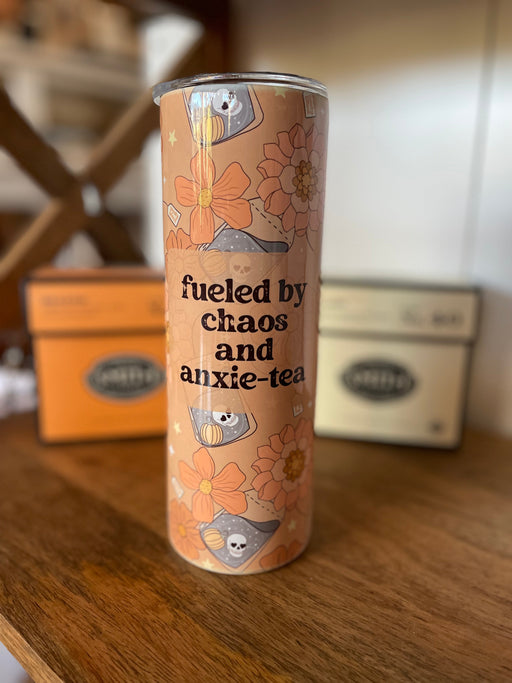 fueled by
chaos
and
anxie-tea